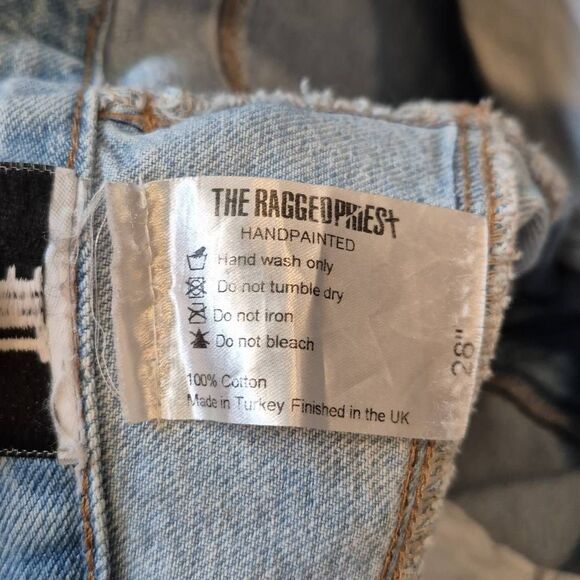 THE RAGGEDPRIEST
HANDPAINTED
Hand wash only
Do not tumble dry
Do not iron
Do not bleach
100% Cotton
Made in Turkey Finished in the UK
28"